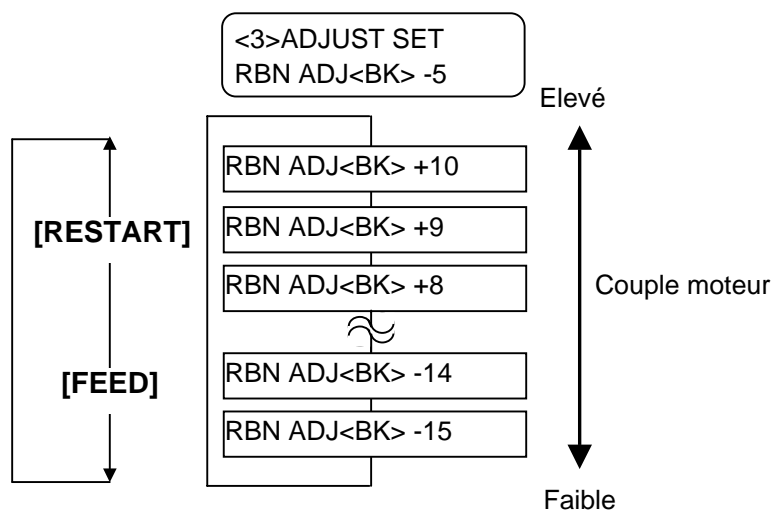 <3>ADJUST SET
RBN ADJ<BK> -5
Elevé
RBN ADJ<BK> +10
[RESTART]
RBN ADJ<BK> +9
RBN ADJ<BK> +8
Couple moteur
[FEED]
RBN ADJ<BK> -14
RBN ADJ<BK> -15
Faible